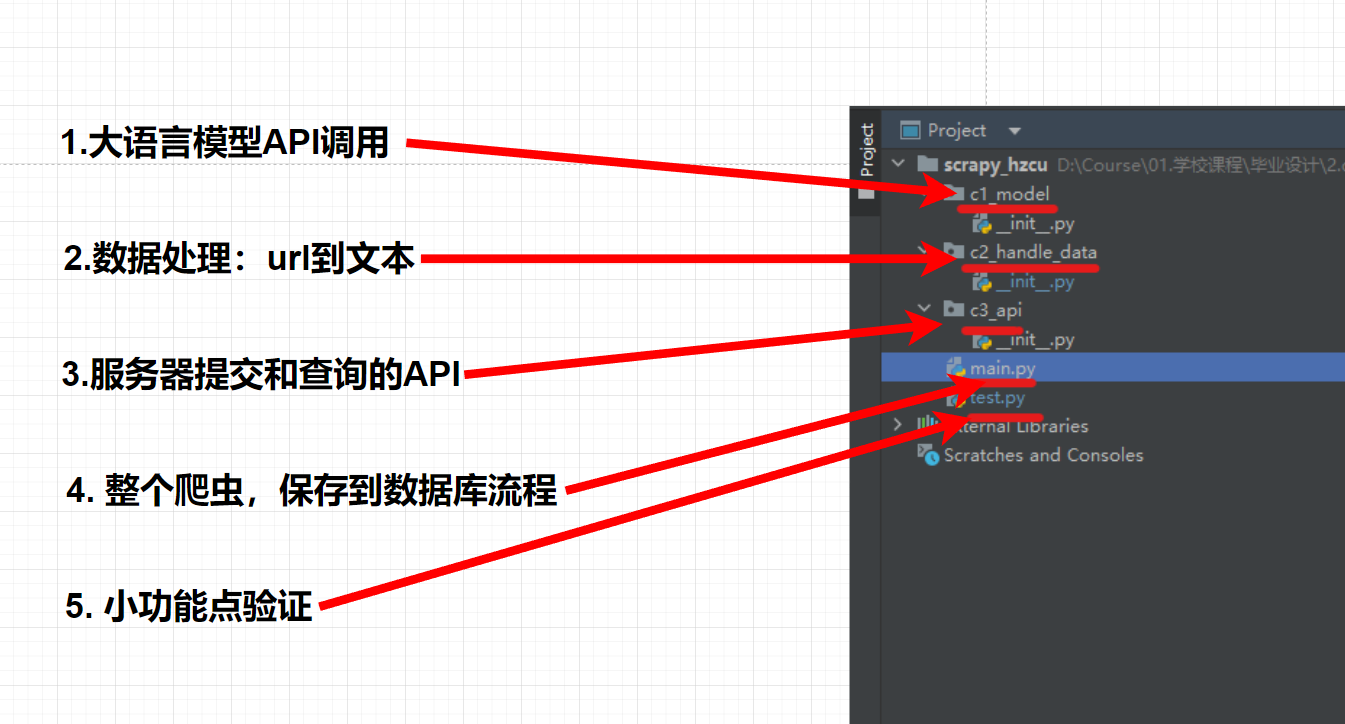 1.大语言模型API调用
2.数据处理：url到文本
3.服务器提交和查询的API
4. 整个爬虫，保存到数据库流程
5. 小功能点验证
Project
Project
scrapy_hzcu D:\Course\01.学校课程\毕业设计\2.
c1_model
__init__.py
c2_handle_data
__init__.py
c3_api
__init__.py
main.py
test.py
Libraries
Scratches and Consoles